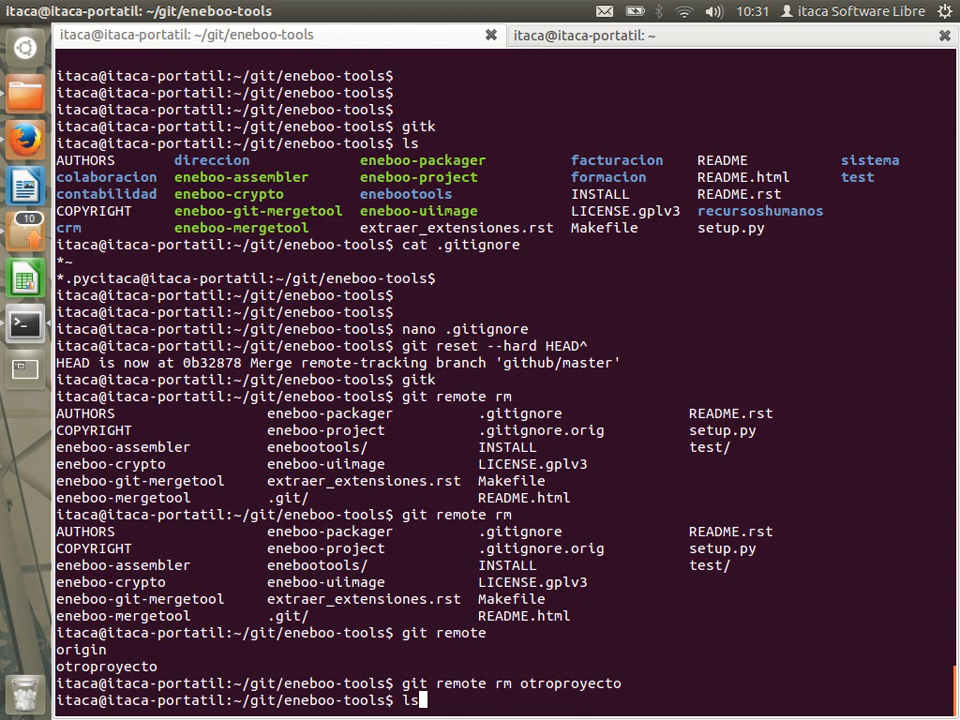 itaca@itaca-portatil: ~/git/eneboo-tools 10:31 itaca Software Libre
itaca@itaca-portatil: ~/git/eneboo-tools ✖ itaca@itaca-portatil: ~ ✖
itaca@itaca-portatil:~/git/eneboo-tools$
itaca@itaca-portatil:~/git/eneboo-tools$
itaca@itaca-portatil:~/git/eneboo-tools$
itaca@itaca-portatil:~/git/eneboo-tools$ gitk
itaca@itaca-portatil:~/git/eneboo-tools$ ls
AUTHORS direccion eneboo-packager facturacion README sistema
colaboracion eneboo-assembler eneboo-project formacion README.html test
contabilidad eneboo-crypto enebootools INSTALL README.rst
COPYRIGHT eneboo-git-mergetool eneboo-uiimage LICENSE.gplv3 recursoshumanos
crm eneboo-mergetool extraer_extensiones.rst Makefile setup.py
itaca@itaca-portatil:~/git/eneboo-tools$ cat .gitignore
*~
*.pycitaca@itaca-portatil:~/git/eneboo-tools$
itaca@itaca-portatil:~/git/eneboo-tools$
itaca@itaca-portatil:~/git/eneboo-tools$
itaca@itaca-portatil:~/git/eneboo-tools$ nano .gitignore
itaca@itaca-portatil:~/git/eneboo-tools$ git reset --hard HEAD^
HEAD is now at 0b32878 Merge remote-tracking branch 'github/master'
itaca@itaca-portatil:~/git/eneboo-tools$ gitk
itaca@itaca-portatil:~/git/eneboo-tools$ git remote rm
AUTHORS eneboo-packager .gitignore README.rst
COPYRIGHT eneboo-project .gitignore.orig setup.py
eneboo-assembler enebootools/ INSTALL test/
eneboo-crypto eneboo-uiimage LICENSE.gplv3
eneboo-git-mergetool extraer_extensiones.rst Makefile
eneboo-mergetool .git/ README.html
itaca@itaca-portatil:~/git/eneboo-tools$ git remote rm
AUTHORS eneboo-packager .gitignore README.rst
COPYRIGHT eneboo-project .gitignore.orig setup.py
eneboo-assembler enebootools/ INSTALL test/
eneboo-crypto eneboo-uiimage LICENSE.gplv3
eneboo-git-mergetool extraer_extensiones.rst Makefile
eneboo-mergetool .git/ README.html
itaca@itaca-portatil:~/git/eneboo-tools$ git remote
origin
otroproyecto
itaca@itaca-portatil:~/git/eneboo-tools$ git remote rm otroproyecto
itaca@itaca-portatil:~/git/eneboo-tools$ ls
10